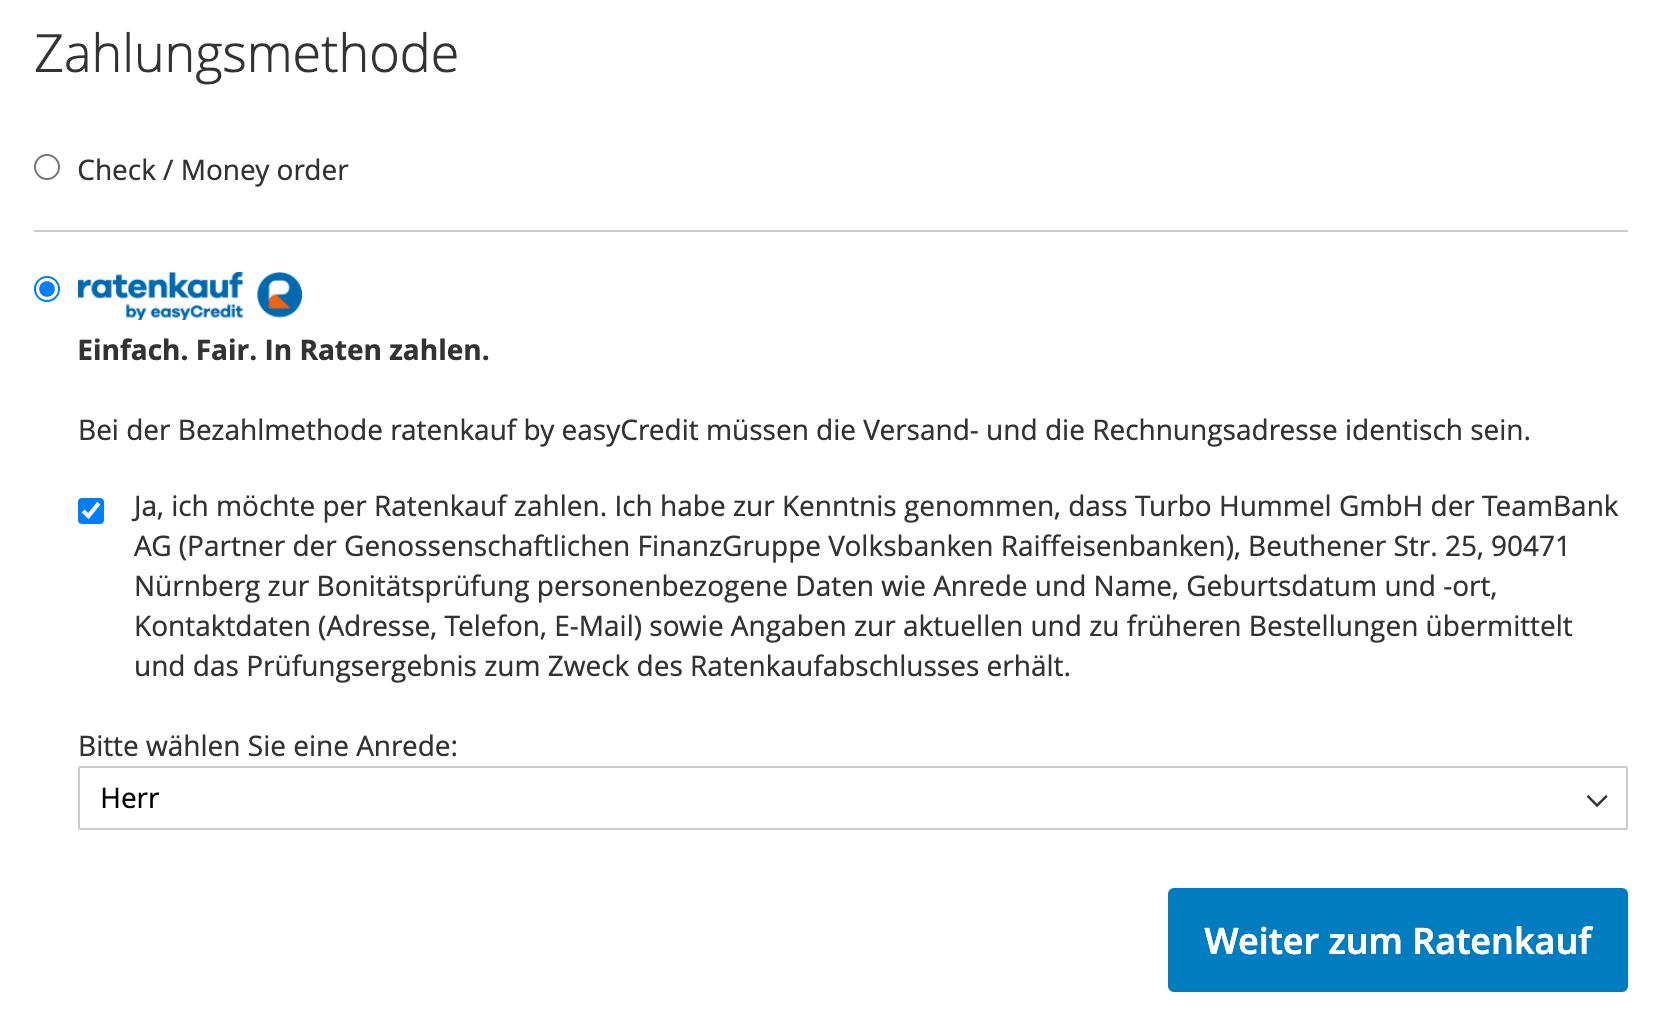 Zahlungsmethode
Check / Money order
ratenkauf
by easyCredit
Einfach. Fair. In Raten zahlen.
Bei der Bezahlmethode ratenkauf by easyCredit müssen die Versand- und die Rechnungsadresse identisch sein.
Ja, ich möchte per Ratenkauf zahlen. Ich habe zur Kenntnis genommen, dass Turbo Hummel GmbH der TeamBank
AG (Partner der Genossenschaftlichen FinanzGruppe Volksbanken Raiffeisenbanken), Beuthener Str. 25, 90471
Nürnberg zur Bonitätsprüfung personenbezogene Daten wie Anrede und Name, Geburtsdatum und -ort,
Kontaktdaten (Adresse, Telefon, E-Mail) sowie Angaben zur aktuellen und zu früheren Bestellungen übermittelt
und das Prüfungsergebnis zum Zweck des Ratenkaufabschlusses erhält.
Bitte wählen Sie eine Anrede:
Herr
Weiter zum Ratenkauf